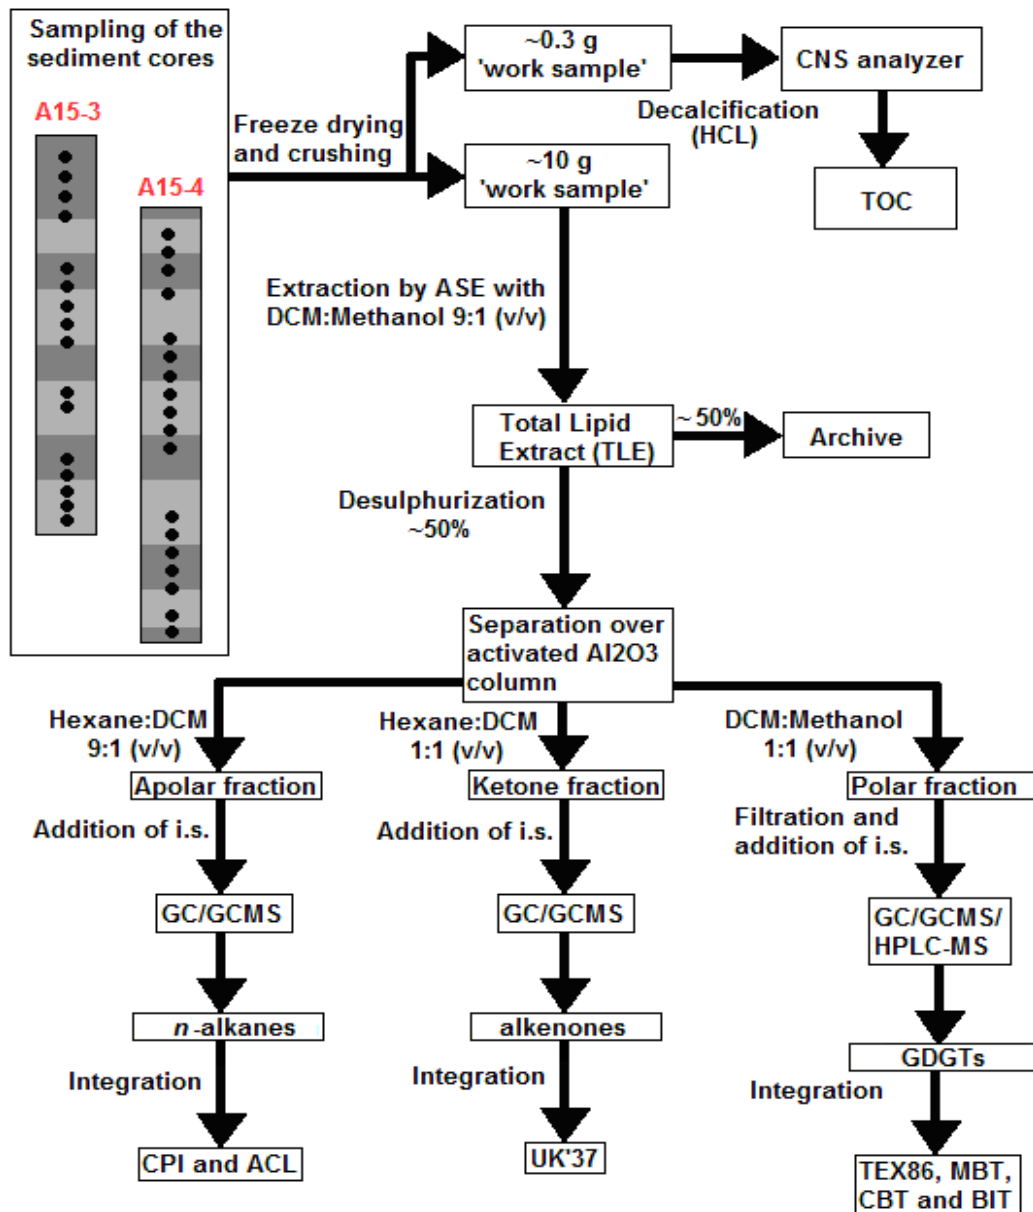 Sampling of the
sediment cores
A15-3
A15-4
Freeze drying
and crushing
~0.3 g
'work sample'
Decalcification
(HCL)
CNS analyzer
TOC
~10 g
'work sample'
Extraction by ASE with
DCM:Methanol 9:1 (v/v)
Total Lipid
Extract (TLE)
~ 50%
Archive
Desulphurization
~50%
Separation over
activated Al2O3
column
Hexane:DCM
9:1 (v/v)
Apolar fraction
Addition of i.s.
GC/GCMS
n-alkanes
Integration
CPI and ACL
Hexane:DCM
1:1 (v/v)
Ketone fraction
Addition of i.s.
GC/GCMS
alkenones
Integration
UK'37
DCM:Methanol
1:1 (v/v)
Polar fraction
Filtration and
addition of i.s.
GC/GCMS/
HPLC-MS
GDGTs
Integration
TEX86, MBT,
CBT and BIT